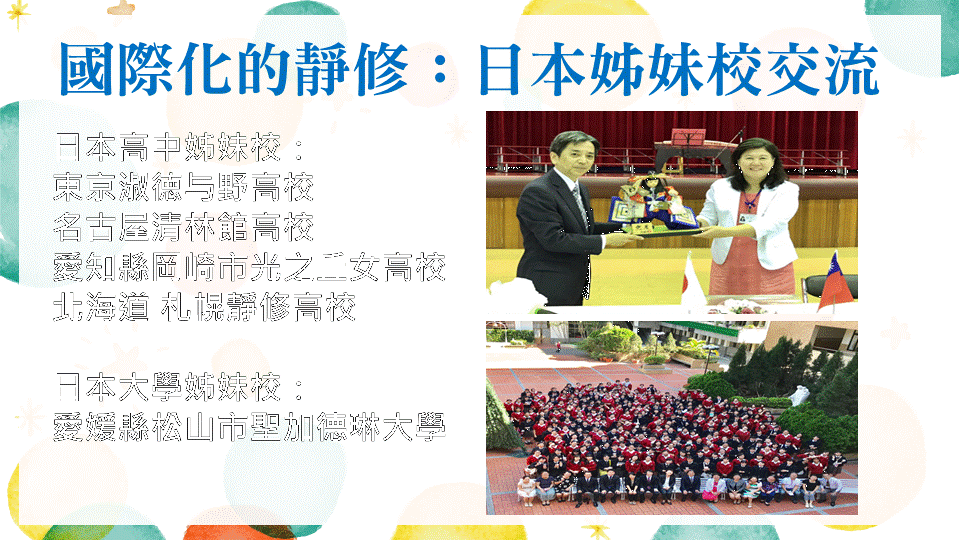 國際化的靜修：日本姊妹校交流
日本高中姊妹校：
東京淑德与野高校
名古屋清林館高校
愛知縣岡崎市光之丘女高校
北海道 札幌靜修高校
日本大學姊妹校：
愛媛縣松山市聖加德琳大學